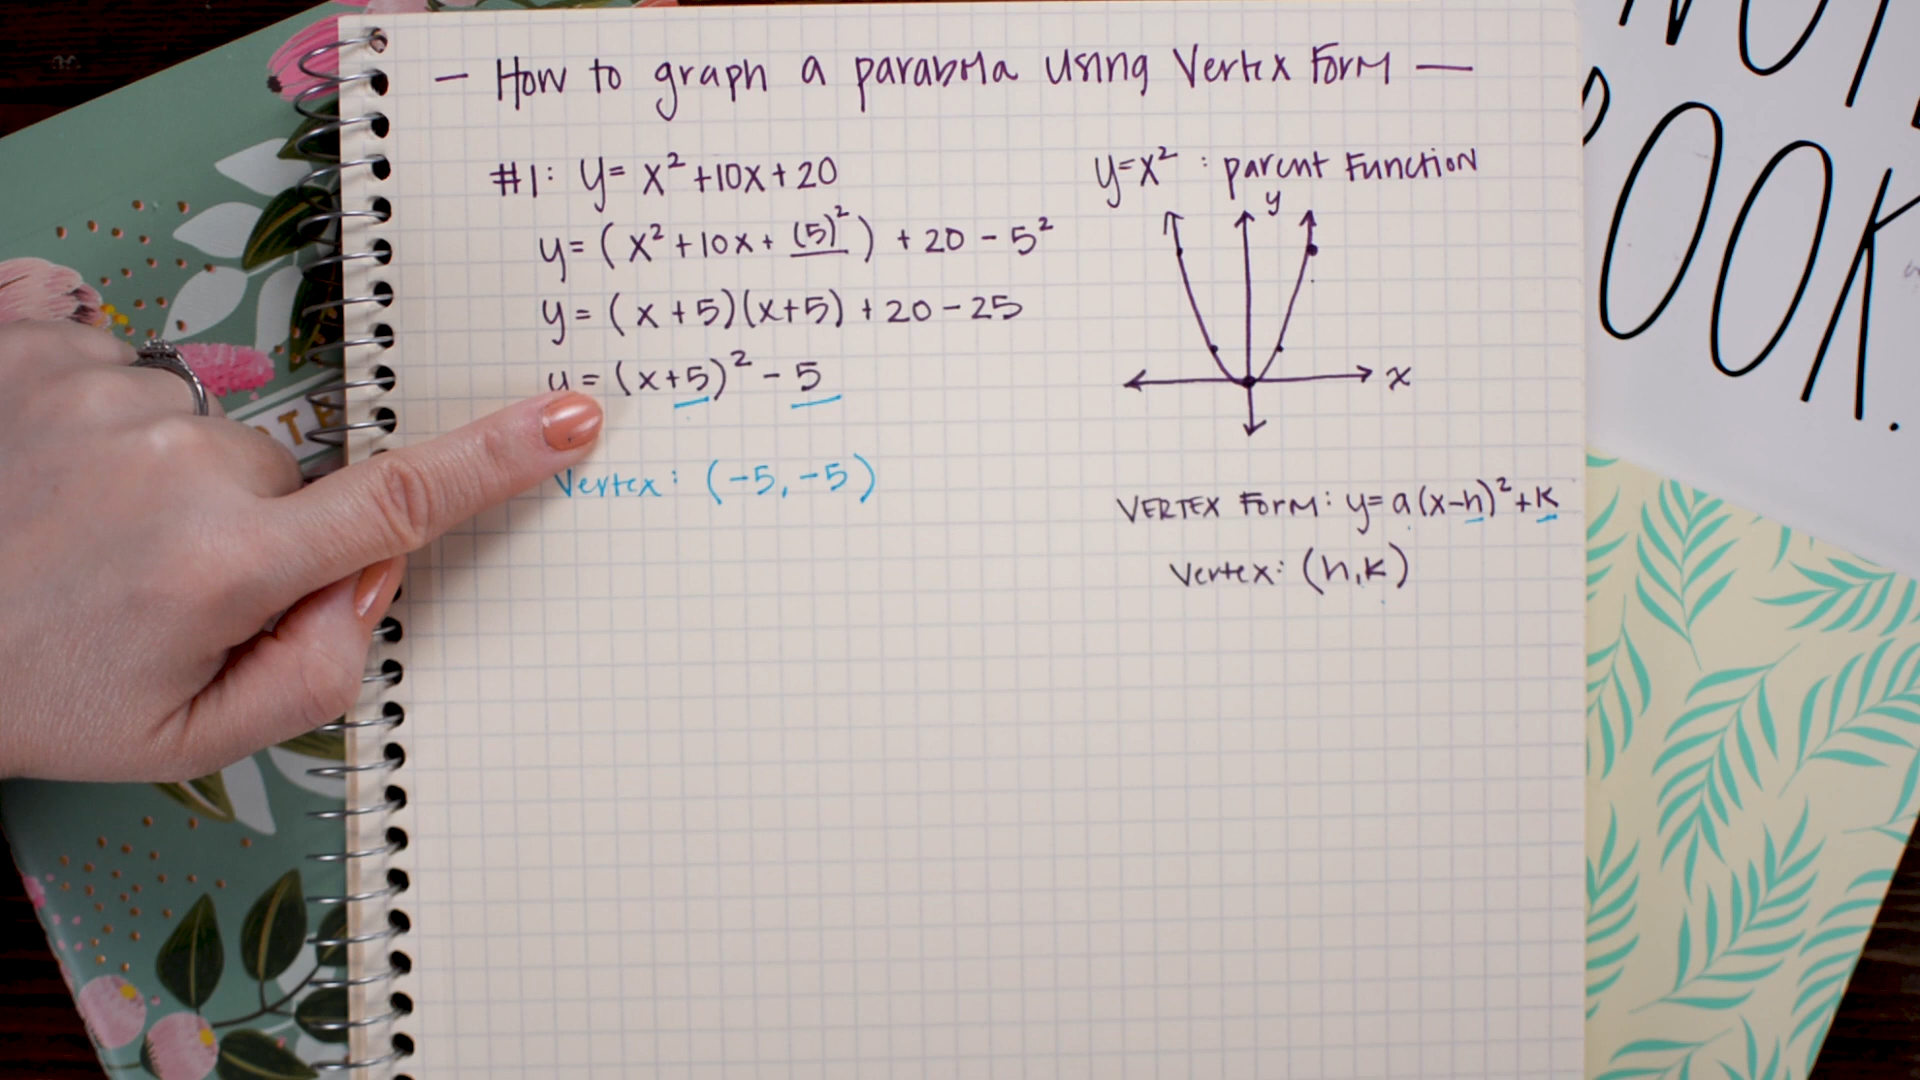 — How to graph a parabola using Vertex Form —
#1: y = x² + 10x + 20
y = (x² + 10x + (5)²) + 20 - 5²
y = (x + 5)(x + 5) + 20 - 25
y = (x + 5)² - 5
Vertex: (-5, -5)
y = x² : parent function
y
x
VERTEX FORM: y = a(x-h)² + k
Vertex: (h, k)
OOK.